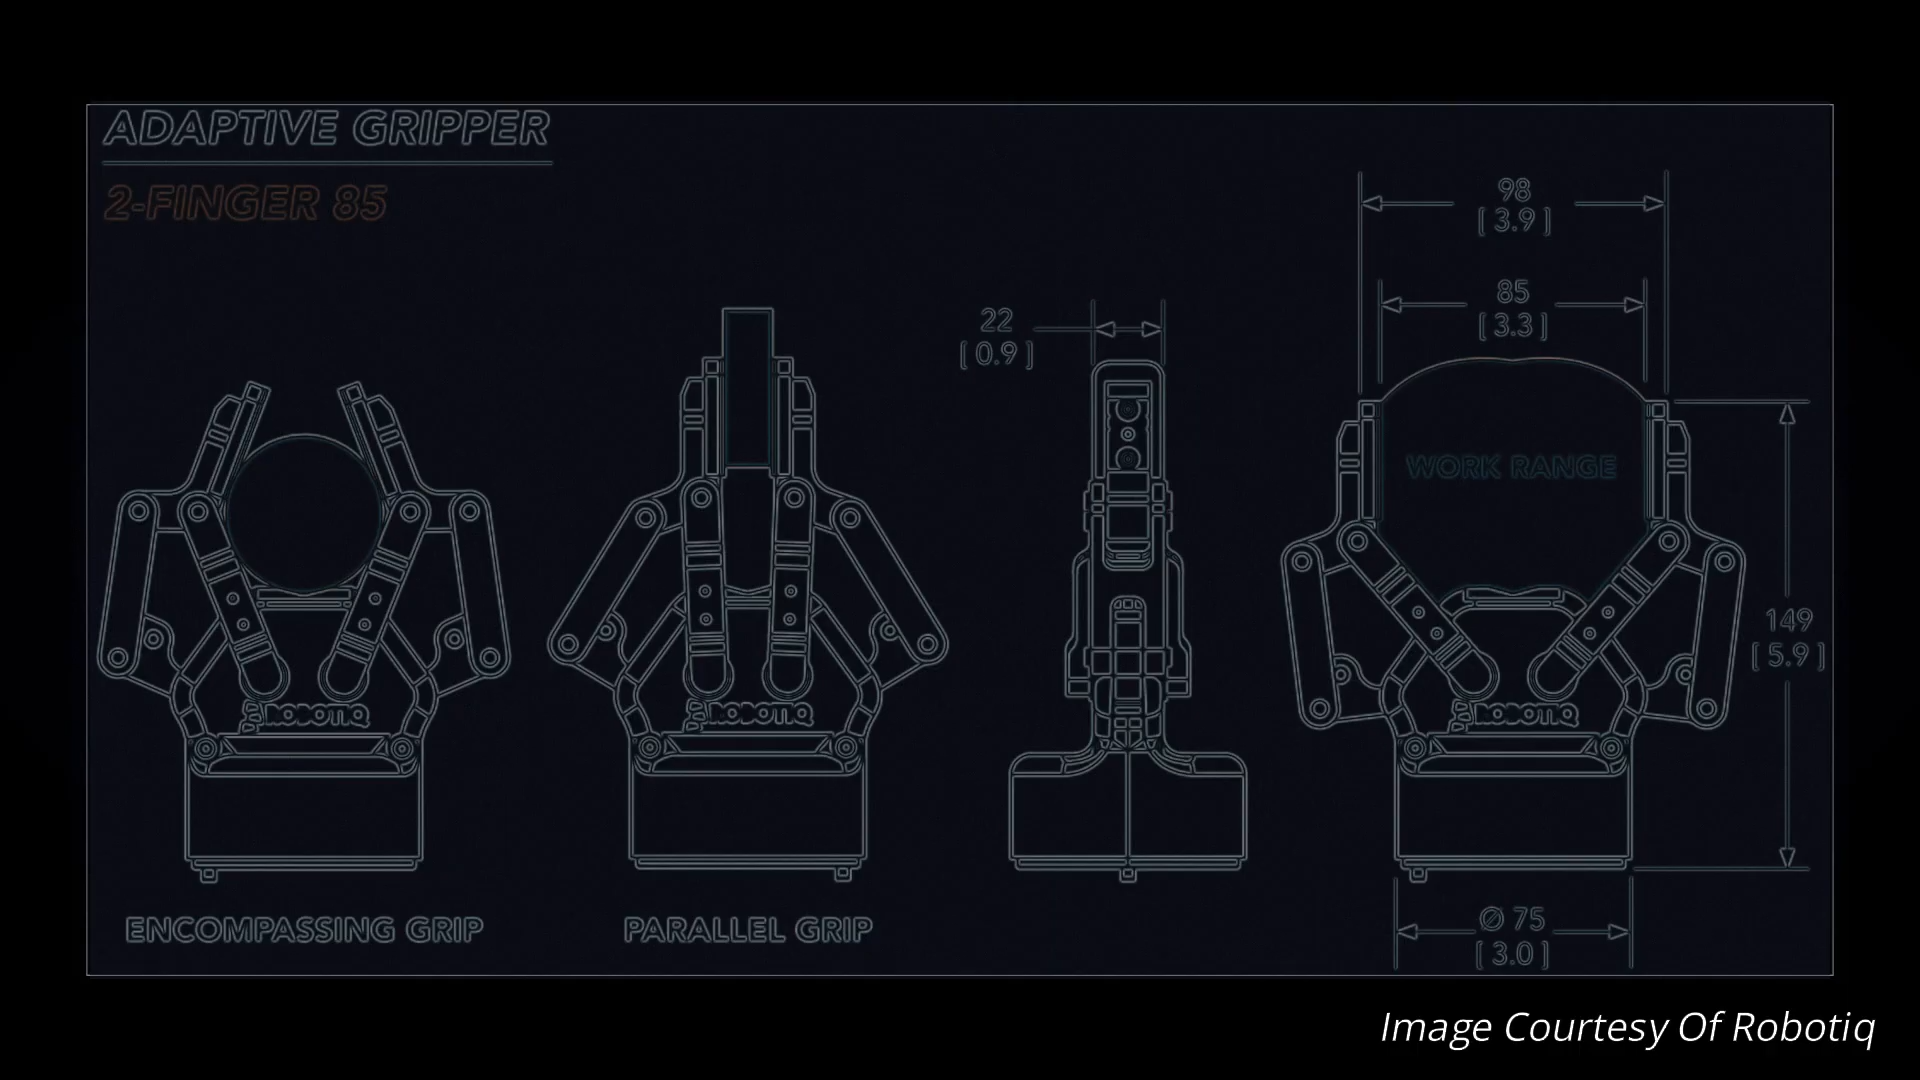 ADAPTIVE GRIPPER
2-FINGER 85
98
[ 3.9 ]
85
[ 3.3 ]
22
[ 0.9 ]
WORK RANGE
149
[ 5.9 ]
ROBOTIQ
ROBOTIQ
ROBOTIQ
ENCOMPASSING GRIP
PARALLEL GRIP
Ø 75
[ 3.0 ]
Image Courtesy Of Robotiq